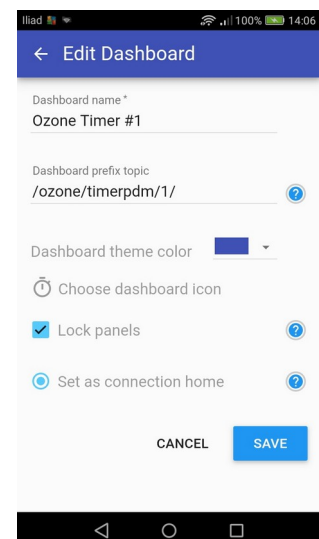 Iliad 100% 14:06
Edit Dashboard
Dashboard name *
Ozone Timer #1
Dashboard prefix topic
/ozone/timerpdm/1/
Dashboard theme color
Choose dashboard icon
Lock panels
Set as connection home
CANCEL SAVE